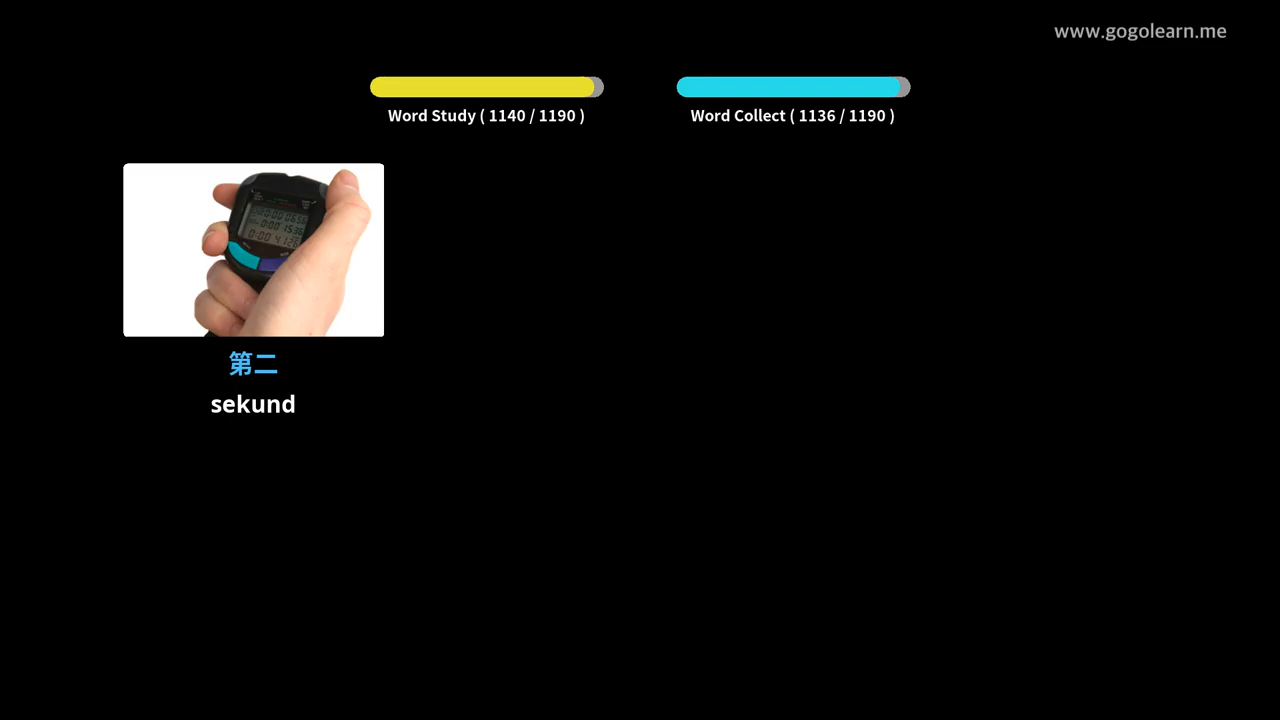 www.gogolearn.me
Word Study ( 1140 / 1190 )
Word Collect ( 1136 / 1190 )
第二
sekund